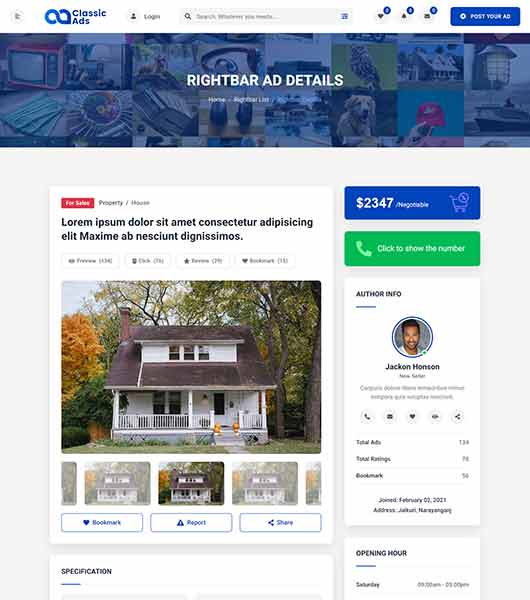 Classic
Ads
Login
Search, Whatever you needs...
0
0
0
POST YOUR AD
RIGHTBAR AD DETAILS
Home
Rightbar List
For Sales
Property / House
Lorem ipsum dolor sit amet consectetur adipisicing
elit Maxime ab nesciunt dignissimos.
Preview (134)
Click (76)
Review (29)
Bookmark (15)
$2347 /Negotiable
Click to show the number
AUTHOR INFO
Jackon Honson
New Seller
Corporis dolore libero temporibus minus
tempora quia voluptas nesciunt.
Total Ads 134
Total Ratings 78
Bookmark 56
Joined: February 02, 2021
Address: Jalkuri, Narayanganj
Bookmark
Report
Share
SPECIFICATION
OPENING HOUR
Saturday 09:00am - 05:00pm